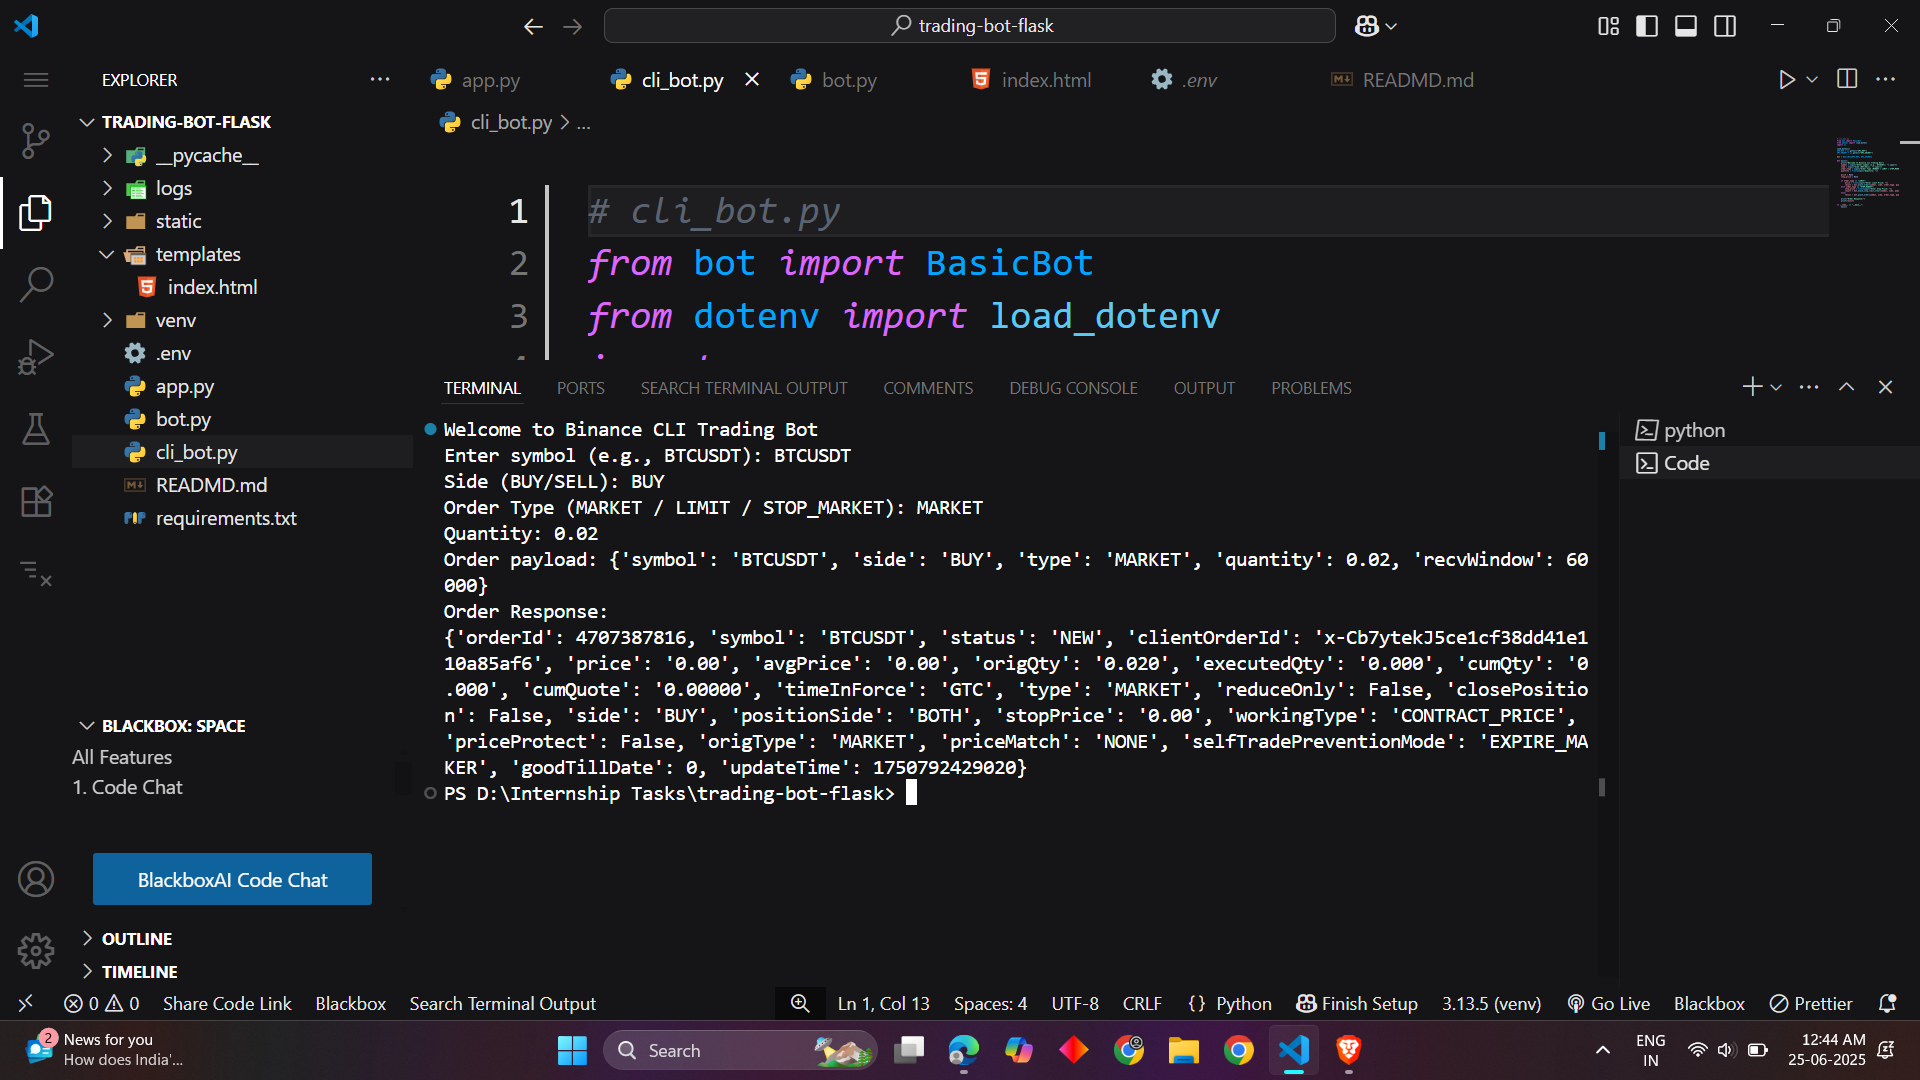 trading-bot-flask
EXPLORER
app.py
cli_bot.py
bot.py
index.html
.env
READMD.md
TRADING-BOT-FLASK
__pycache__
logs
static
templates
index.html
venv
.env
app.py
bot.py
cli_bot.py
READMD.md
requirements.txt
BLACKBOX: SPACE
All Features
1. Code Chat
BlackboxAI Code Chat
OUTLINE
TIMELINE
cli_bot.py > ...
1 # cli_bot.py
2 from bot import BasicBot
3 from dotenv import load_dotenv
TERMINAL PORTS SEARCH TERMINAL OUTPUT COMMENTS DEBUG CONSOLE OUTPUT PROBLEMS
Welcome to Binance CLI Trading Bot
Enter symbol (e.g., BTCUSDT): BTCUSDT
Side (BUY/SELL): BUY
Order Type (MARKET / LIMIT / STOP_MARKET): MARKET
Quantity: 0.02
Order payload: {'symbol': 'BTCUSDT', 'side': 'BUY', 'type': 'MARKET', 'quantity': 0.02, 'recvWindow': 60
000}
Order Response:
{'orderId': 4707387816, 'symbol': 'BTCUSDT', 'status': 'NEW', 'clientOrderId': 'x-Cb7ytekJ5ce1cf38dd41e1
10a85af6', 'price': '0.00', 'avgPrice': '0.00', 'origQty': '0.020', 'executedQty': '0.000', 'cumQty': '0
.000', 'cumQuote': '0.00000', 'timeInForce': 'GTC', 'type': 'MARKET', 'reduceOnly': False, 'closePositio
n': False, 'side': 'BUY', 'positionSide': 'BOTH', 'stopPrice': '0.00', 'workingType': 'CONTRACT_PRICE',
'priceProtect': False, 'origType': 'MARKET', 'priceMatch': 'NONE', 'selfTradePreventionMode': 'EXPIRE_MA
KER', 'goodTillDate': 0, 'updateTime': 1750792429020}
PS D:\Internship Tasks\trading-bot-flask>
python
Code
0 0 Share Code Link Blackbox Search Terminal Output Ln 1, Col 13 Spaces: 4 UTF-8 CRLF {} Python Finish Setup 3.13.5 (venv) Go Live Blackbox Prettier
2
News for you
How does India'...
Search
ENG
IN
12:44 AM
25-06-2025